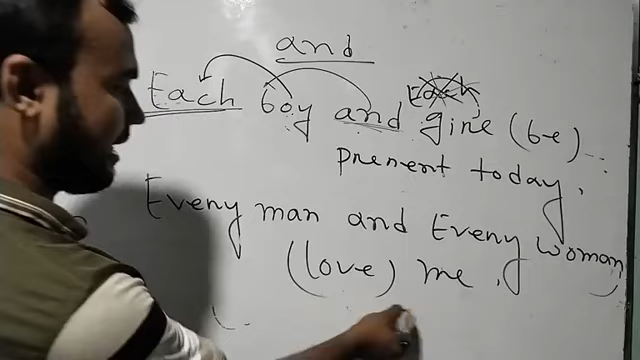 and
Each boy and girl (be)
Each
present today.
Every man and Every woman
(love) me.